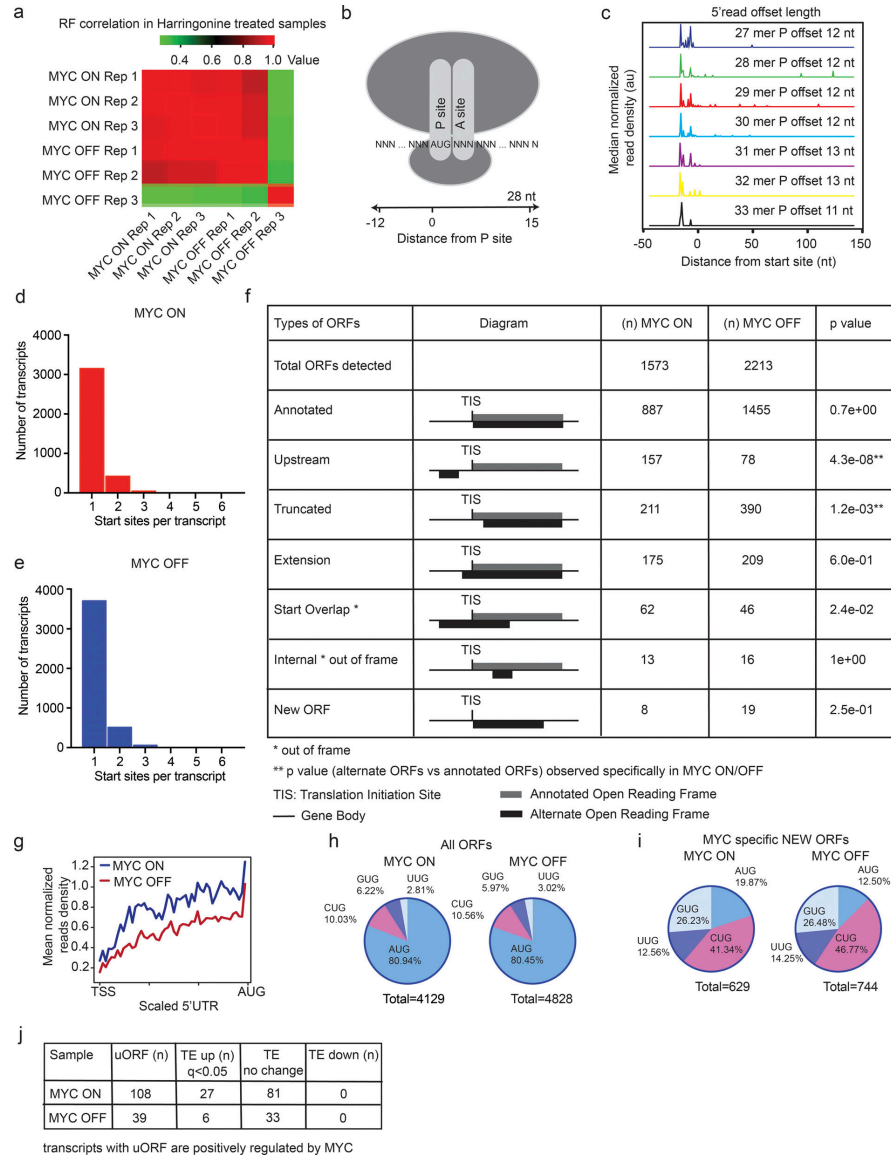 a
RF correlation in Harringonine treated samples
0.4 0.6 0.8 1.0 Value
MYC ON Rep 1
MYC ON Rep 2
MYC ON Rep 3
MYC OFF Rep 1
MYC OFF Rep 2
MYC OFF Rep 3
MYC ON Rep 1
MYC ON Rep 2
MYC ON Rep 3
MYC OFF Rep 1
MYC OFF Rep 2
MYC OFF Rep 3
b
P site
A site
NNN ... NNN AUG NNN NNN ... NNN N
28 nt
-12 0 15
Distance from P site
c
5'read offset length
Median normalized
read density (au)
27 mer P offset 12 nt
28 mer P offset 12 nt
29 mer P offset 12 nt
30 mer P offset 12 nt
31 mer P offset 13 nt
32 mer P offset 13 nt
33 mer P offset 11 nt
-50 0 50 100 150
Distance from start site (nt)
d
MYC ON
Number of transcripts
4000
3000
2000
1000
0
1 2 3 4 5 6
Start sites per transcript
e
MYC OFF
Number of transcripts
4000
3000
2000
1000
0
1 2 3 4 5 6
Start sites per transcript
f
Types of ORFs Diagram (n) MYC ON (n) MYC OFF p value
Total ORFs detected 1573 2213
Annotated TIS 887 1455 0.7e+00
Upstream TIS 157 78 4.3e-08**
Truncated TIS 211 390 1.2e-03**
Extension TIS 175 209 6.0e-01
Start Overlap * TIS 62 46 2.4e-02
Internal * out of frame TIS 13 16 1e+00
New ORF TIS 8 19 2.5e-01
* out of frame
** p value (alternate ORFs vs annotated ORFs) observed specifically in MYC ON/OFF
TIS: Translation Initiation Site Annotated Open Reading Frame
Gene Body Alternate Open Reading Frame
g
Mean normalized
reads density
1.2
1.0
0.8
0.6
0.4
0.2
MYC ON
MYC OFF
TSS AUG
Scaled 5'UTR
h
All ORFs
MYC ON
GUG
6.22%
UUG
2.81%
CUG
10.03%
AUG
80.94%
Total=4129
MYC OFF
GUG
5.97%
UUG
3.02%
CUG
10.56%
AUG
80.45%
Total=4828
i
MYC specific NEW ORFs
MYC ON
AUG
19.87%
GUG
26.23%
UUG
12.56%
CUG
41.34%
Total=629
MYC OFF
AUG
12.50%
GUG
26.48%
UUG
14.25%
CUG
46.77%
Total=744
j
Sample uORF (n) TE up (n) q<0.05 TE no change TE down (n)
MYC ON 108 27 81 0
MYC OFF 39 6 33 0
transcripts with uORF are positively regulated by MYC